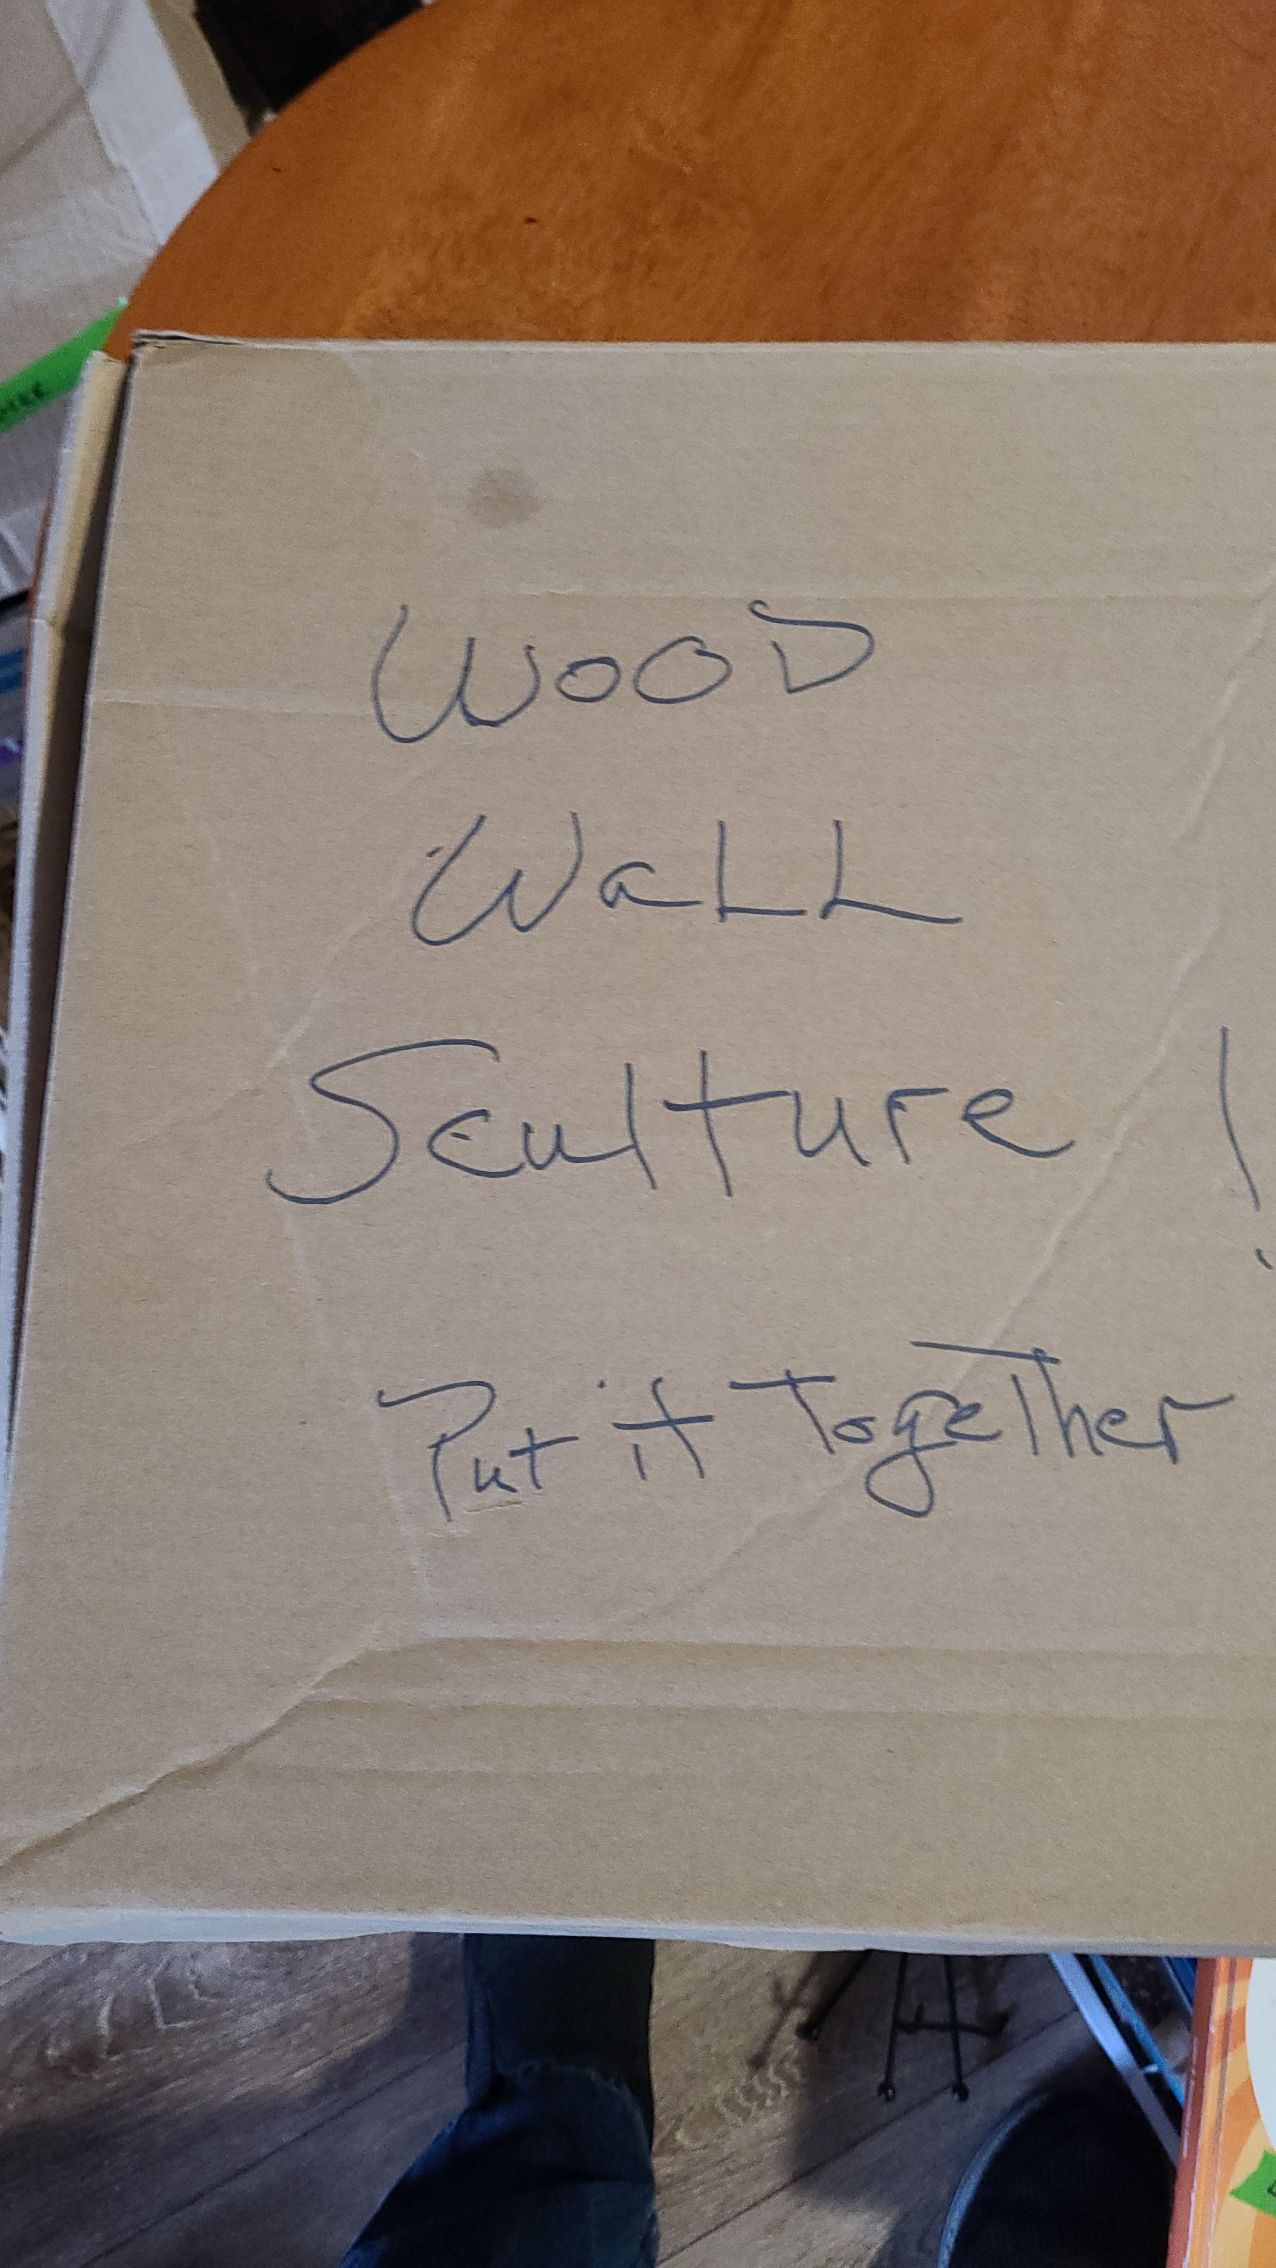 WOOD
WaLL
Sculture !
Put it Together